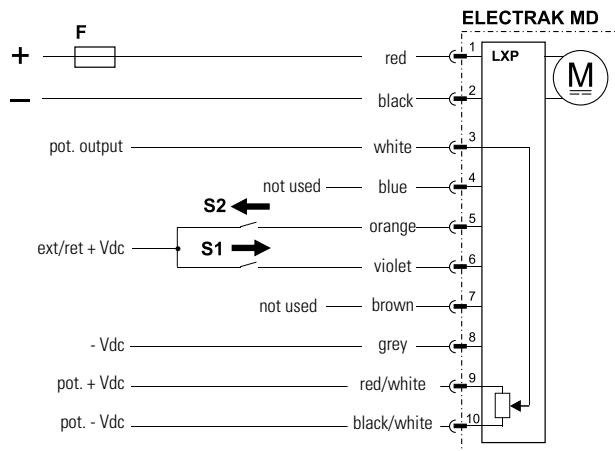 ELECTRAK MD
F
+ red 1 LXP
M
– black 2
pot. output white 3
not used blue 4
S2
orange 5
ext/ret + Vdc S1
violet 6
not used brown 7
- Vdc grey 8
pot. + Vdc red/white 9
pot. - Vdc black/white 10